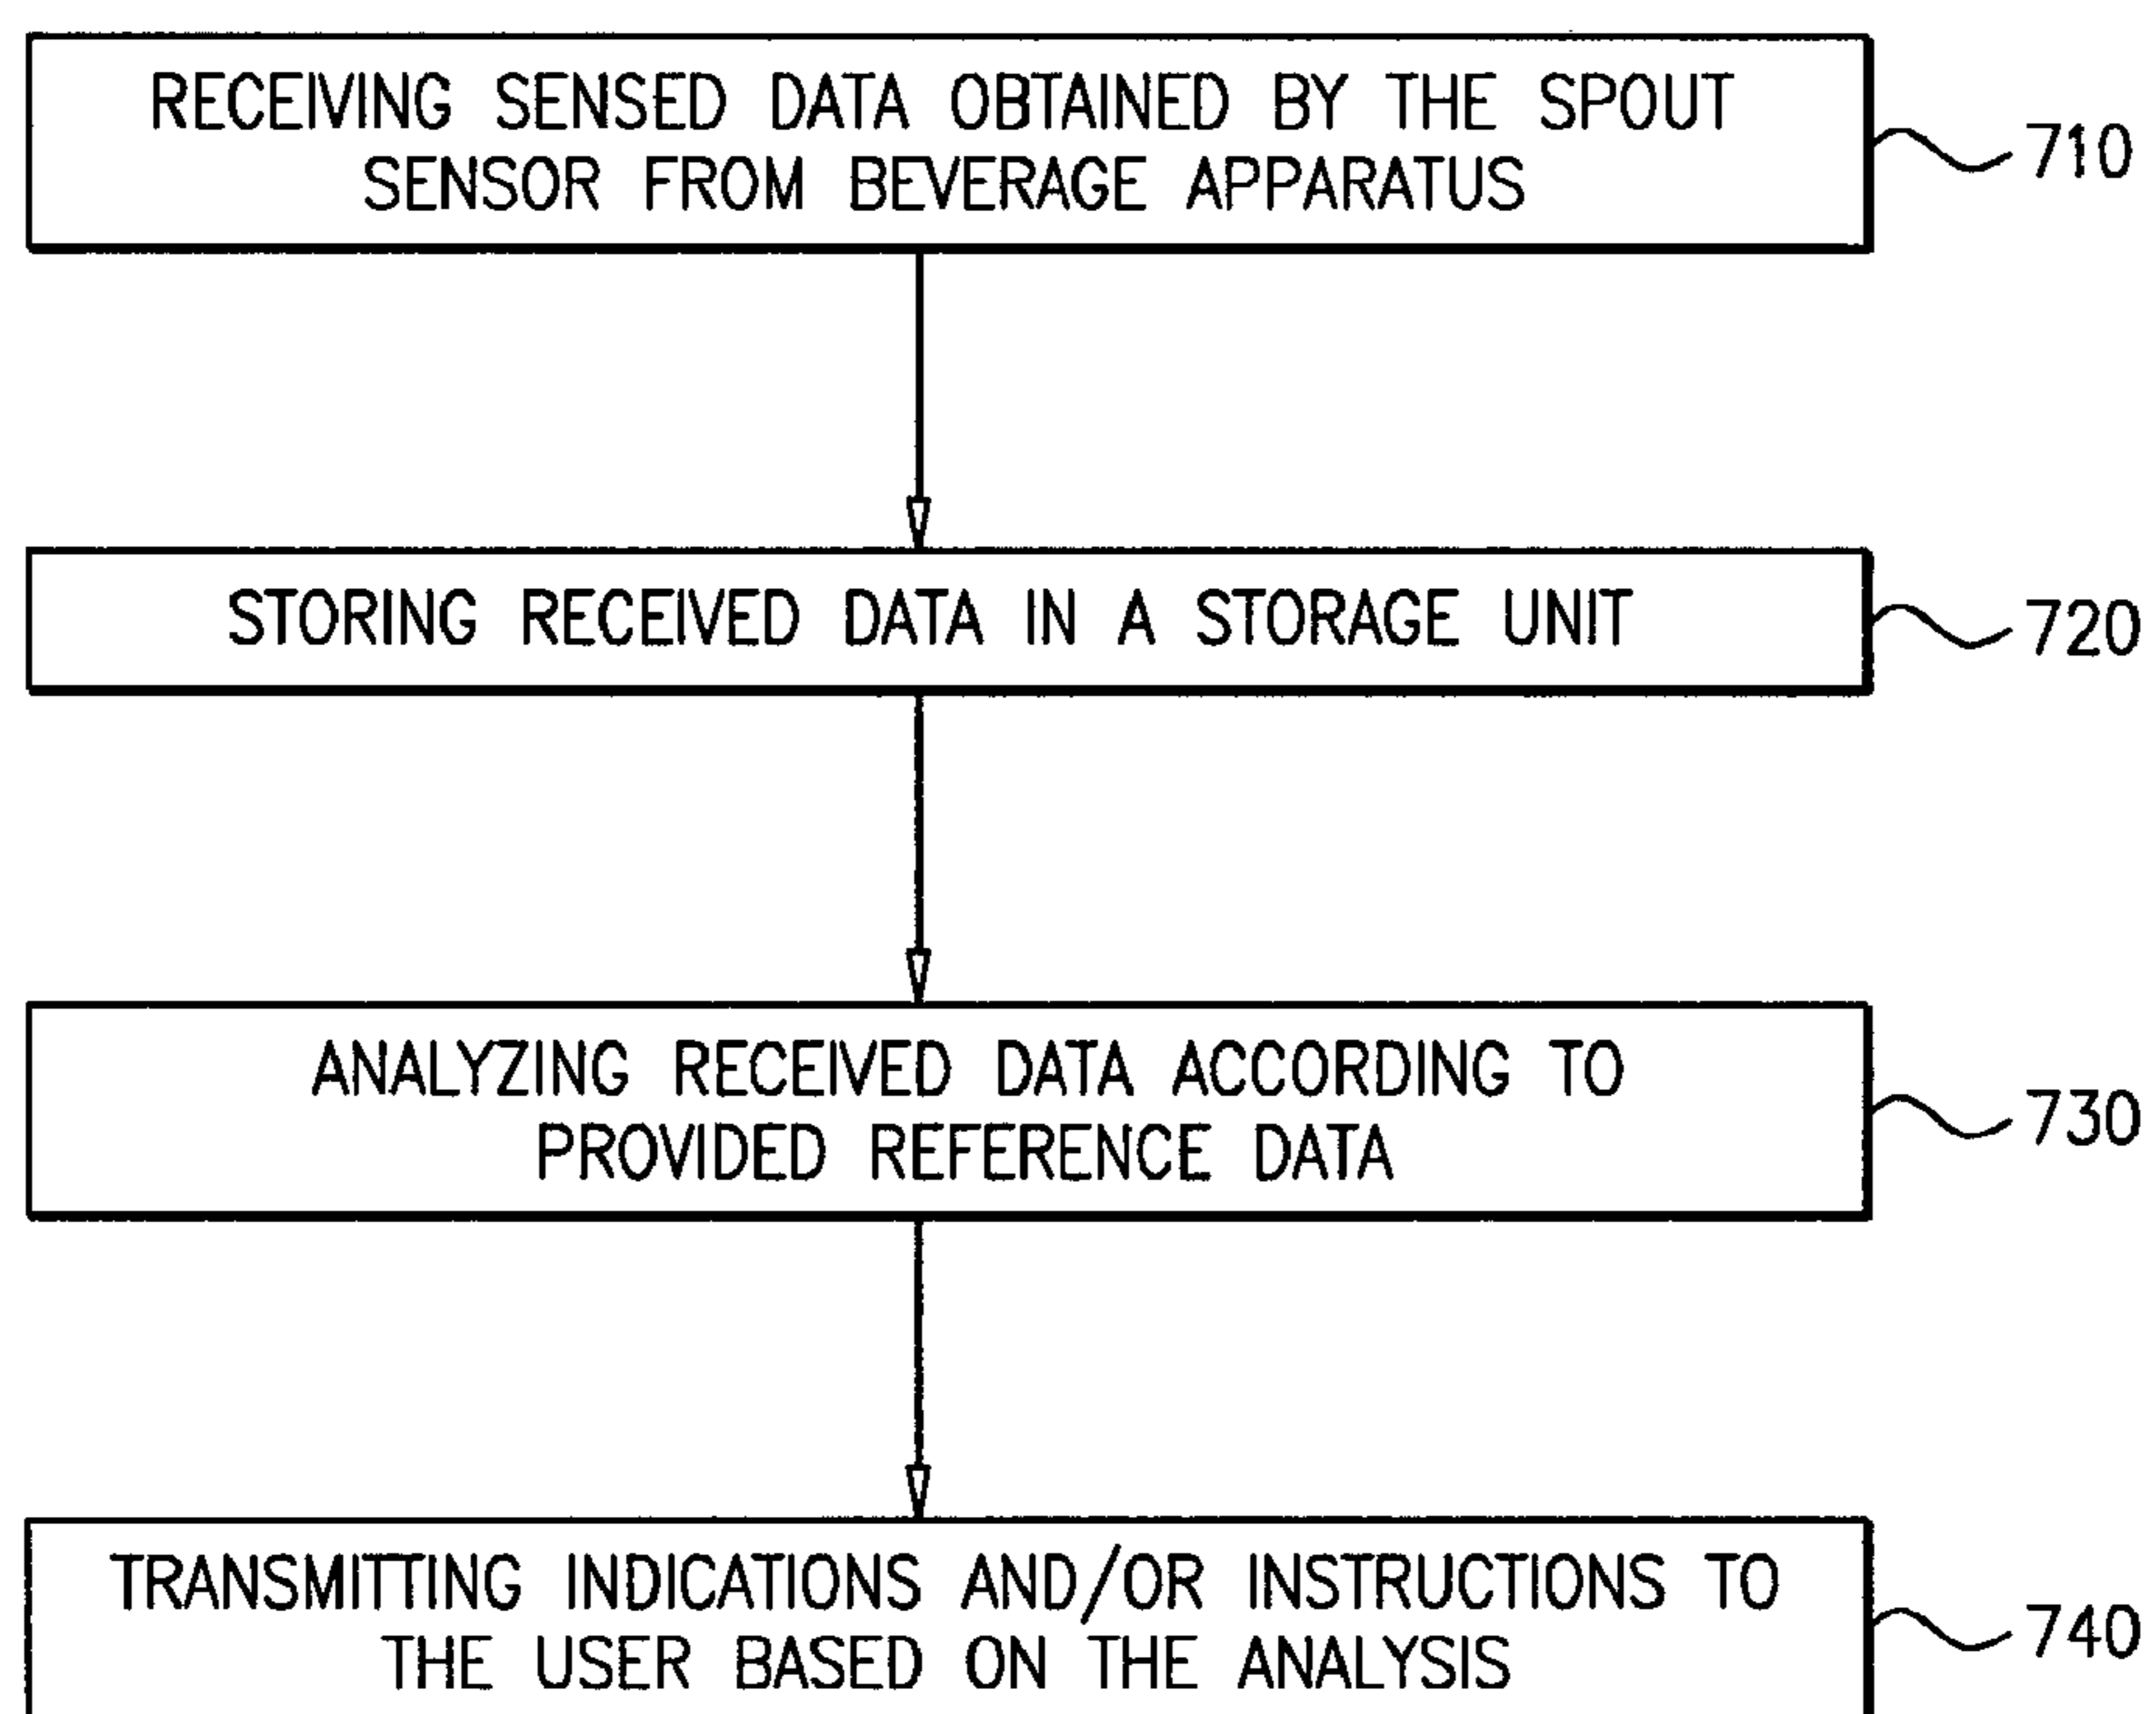 RECEIVING SENSED DATA OBTAINED BY THE SPOUT
SENSOR FROM BEVERAGE APPARATUS
710
STORING RECEIVED DATA IN A STORAGE UNIT
720
ANALYZING RECEIVED DATA ACCORDING TO
PROVIDED REFERENCE DATA
730
TRANSMITTING INDICATIONS AND/OR INSTRUCTIONS TO
THE USER BASED ON THE ANALYSIS
740